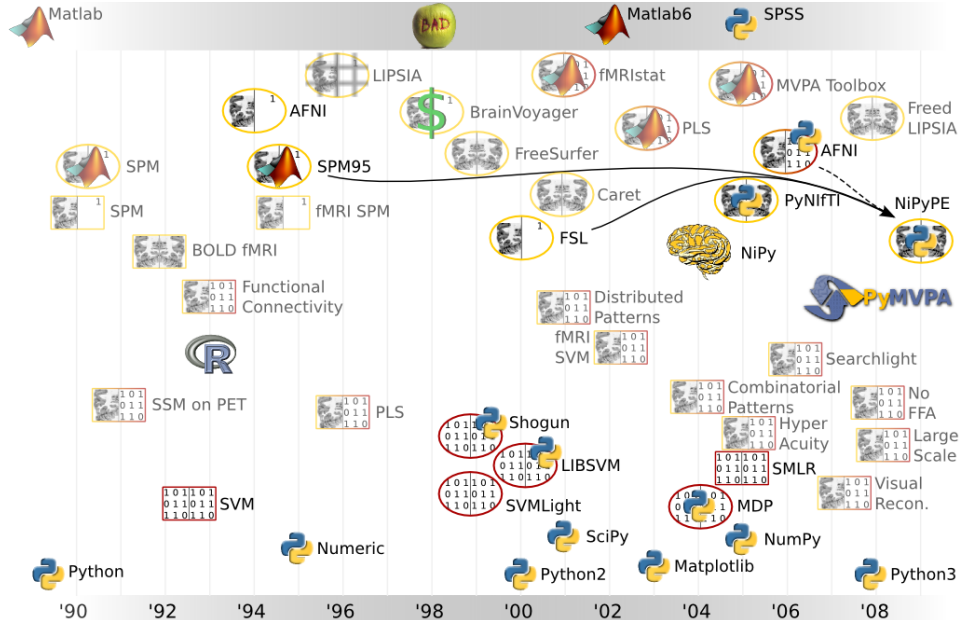 Matlab
BAD
Matlab6
SPSS
LIPSIA
fMRIstat
MVPA Toolbox
AFNI
BrainVoyager
Freed
LIPSIA
PLS
AFNI
FreeSurfer
SPM
SPM95
Caret
PyNIfTI
NiPyPE
SPM
fMRI SPM
FSL
NiPy
BOLD fMRI
Functional
Connectivity
PyMVPA
Distributed
Patterns
fMRI
SVM
R
Searchlight
SSM on PET
PLS
Combinatorial
Patterns
No
FFA
Shogun
Hyper
Acuity
Large
Scale
LIBSVM
SMLR
SVM
SVMLight
MDP
Visual
Recon.
SciPy
NumPy
Numeric
Python
Python2
Matplotlib
Python3
'90
'92
'94
'96
'98
'00
'02
'04
'06
'08